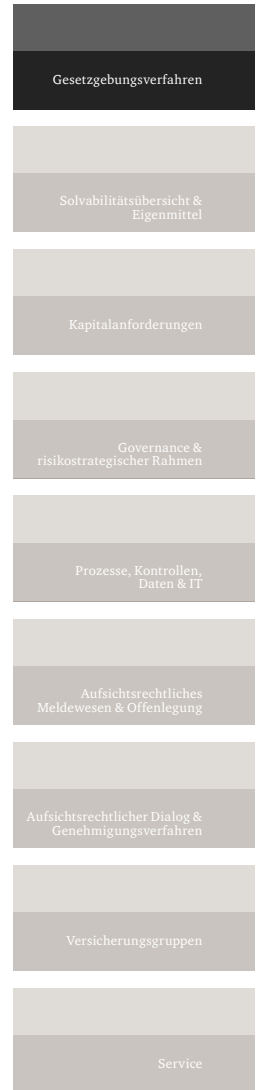 Gesetzgebungsverfahren
Solvabilitätsübersicht &
Eigenmittel
Kapitalanforderungen
Governance &
risikostrategischer Rahmen
Prozesse, Kontrollen,
Daten & IT
Aufsichtsrechtliches
Meldewesen & Offenlegung
Aufsichtsrechtlicher Dialog &
Genehmigungsverfahren
Versicherungsgruppen
Service